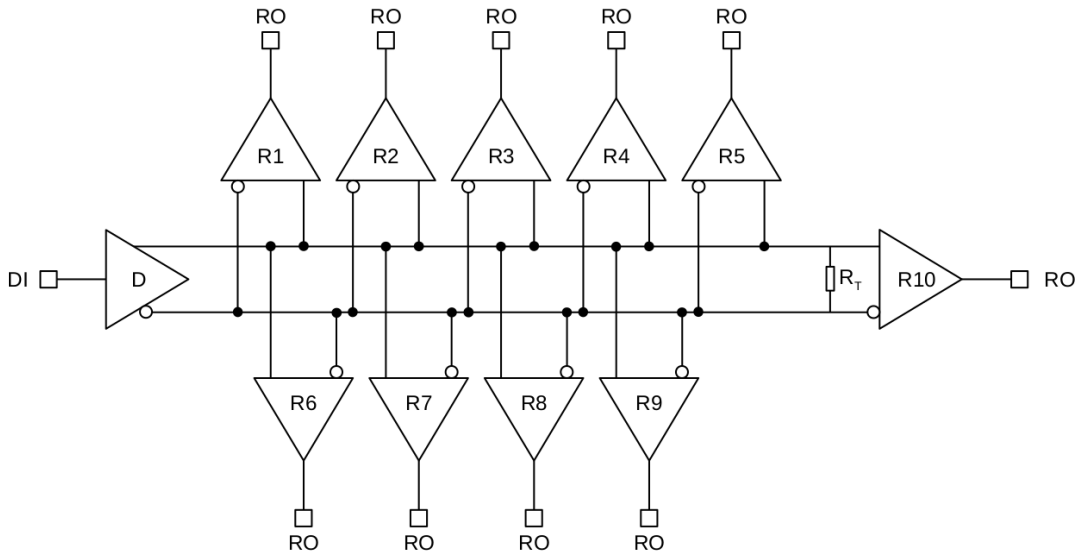 RO RO RO RO RO
R1 R2 R3 R4 R5
DI D R_T R10 RO
R6 R7 R8 R9
RO RO RO RO